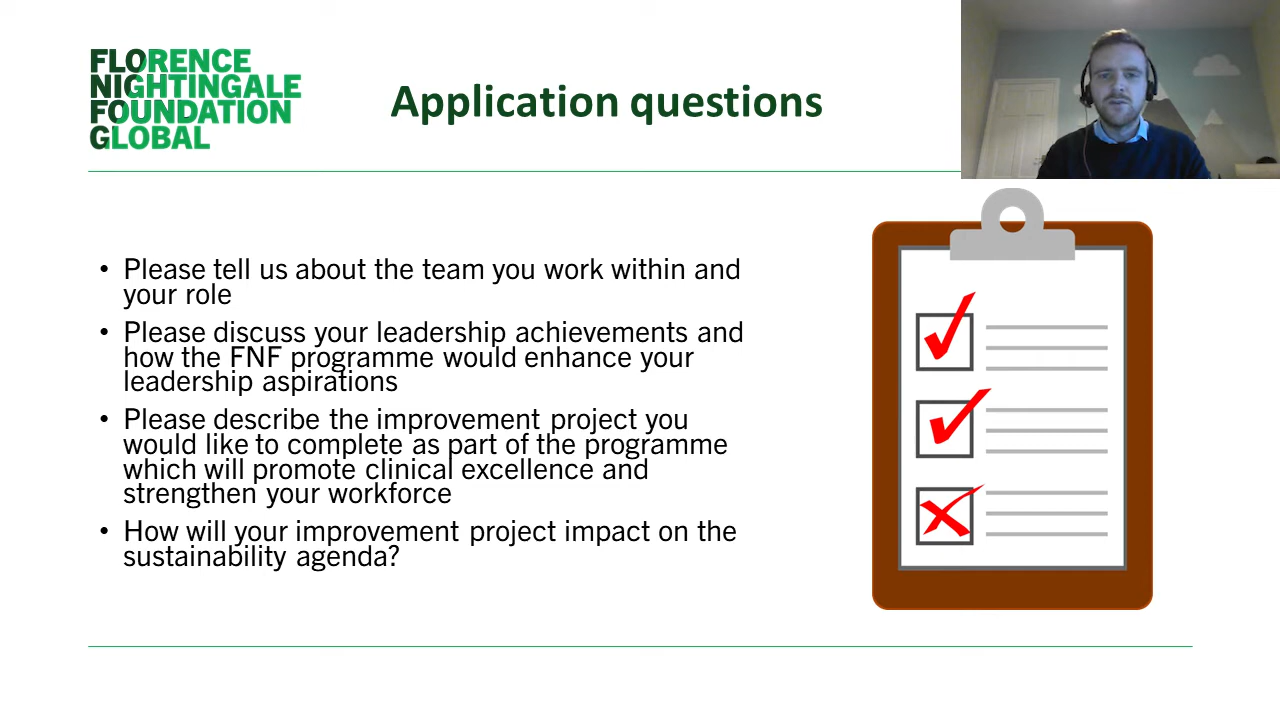 FLORENCE
NIGHTINGALE
FOUNDATION
GLOBAL
Application questions
• Please tell us about the team you work within and
your role
• Please discuss your leadership achievements and
how the FNF programme would enhance your
leadership aspirations
• Please describe the improvement project you
would like to complete as part of the programme
which will promote clinical excellence and
strengthen your workforce
• How will your improvement project impact on the
sustainability agenda?